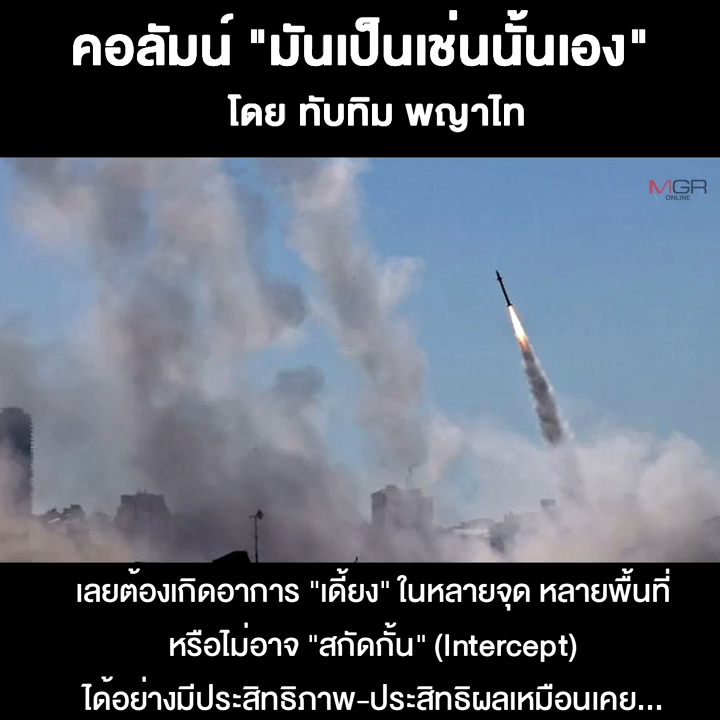 คอลัมน์ "มันเป็นเช่นนั้นเอง"
โดย ทับทิม พญาไท
MGR
ONLINE
เลยต้องเกิดอาการ "เดี้ยง" ในหลายจุด หลายพื้นที่
หรือไม่อาจ "สกัดกั้น" (Intercept)
ได้อย่างมีประสิทธิภาพ-ประสิทธิผลเหมือนเคย...